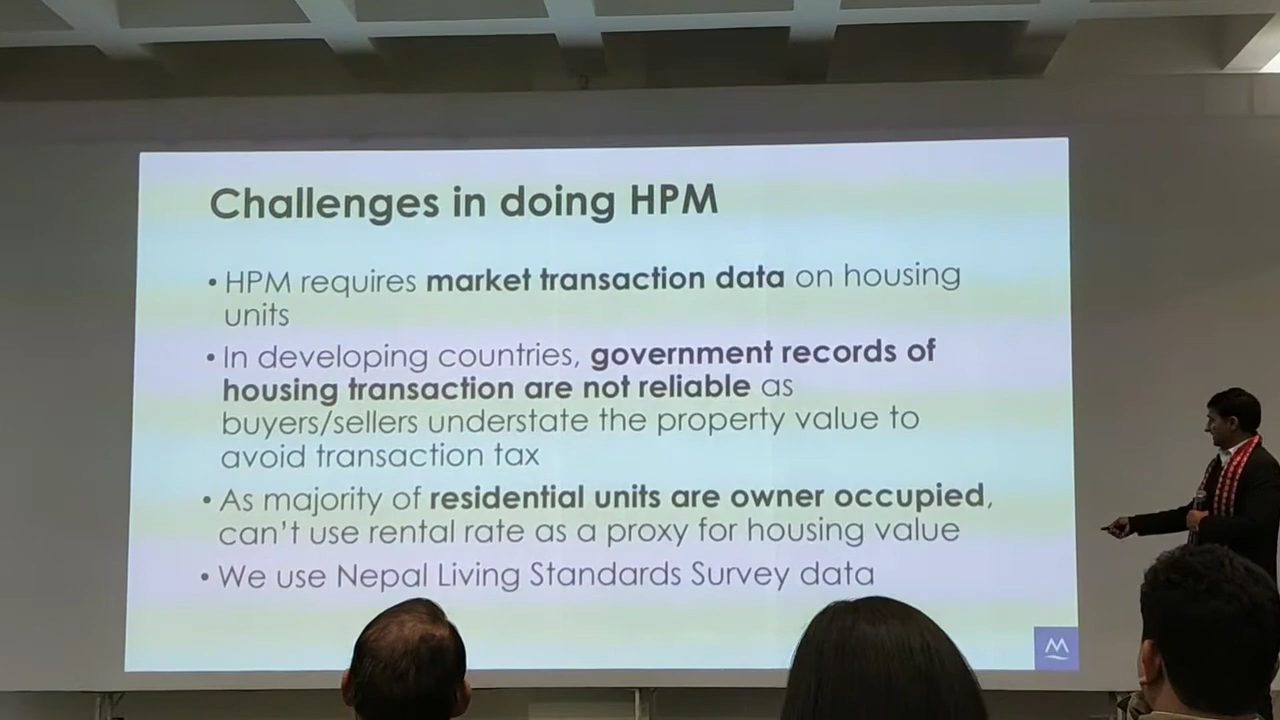 Challenges in doing HPM
• HPM requires market transaction data on housing
units
• In developing countries, government records of
housing transaction are not reliable as
buyers/sellers understate the property value to
avoid transaction tax
• As majority of residential units are owner occupied,
can't use rental rate as a proxy for housing value
• We use Nepal Living Standards Survey data
M